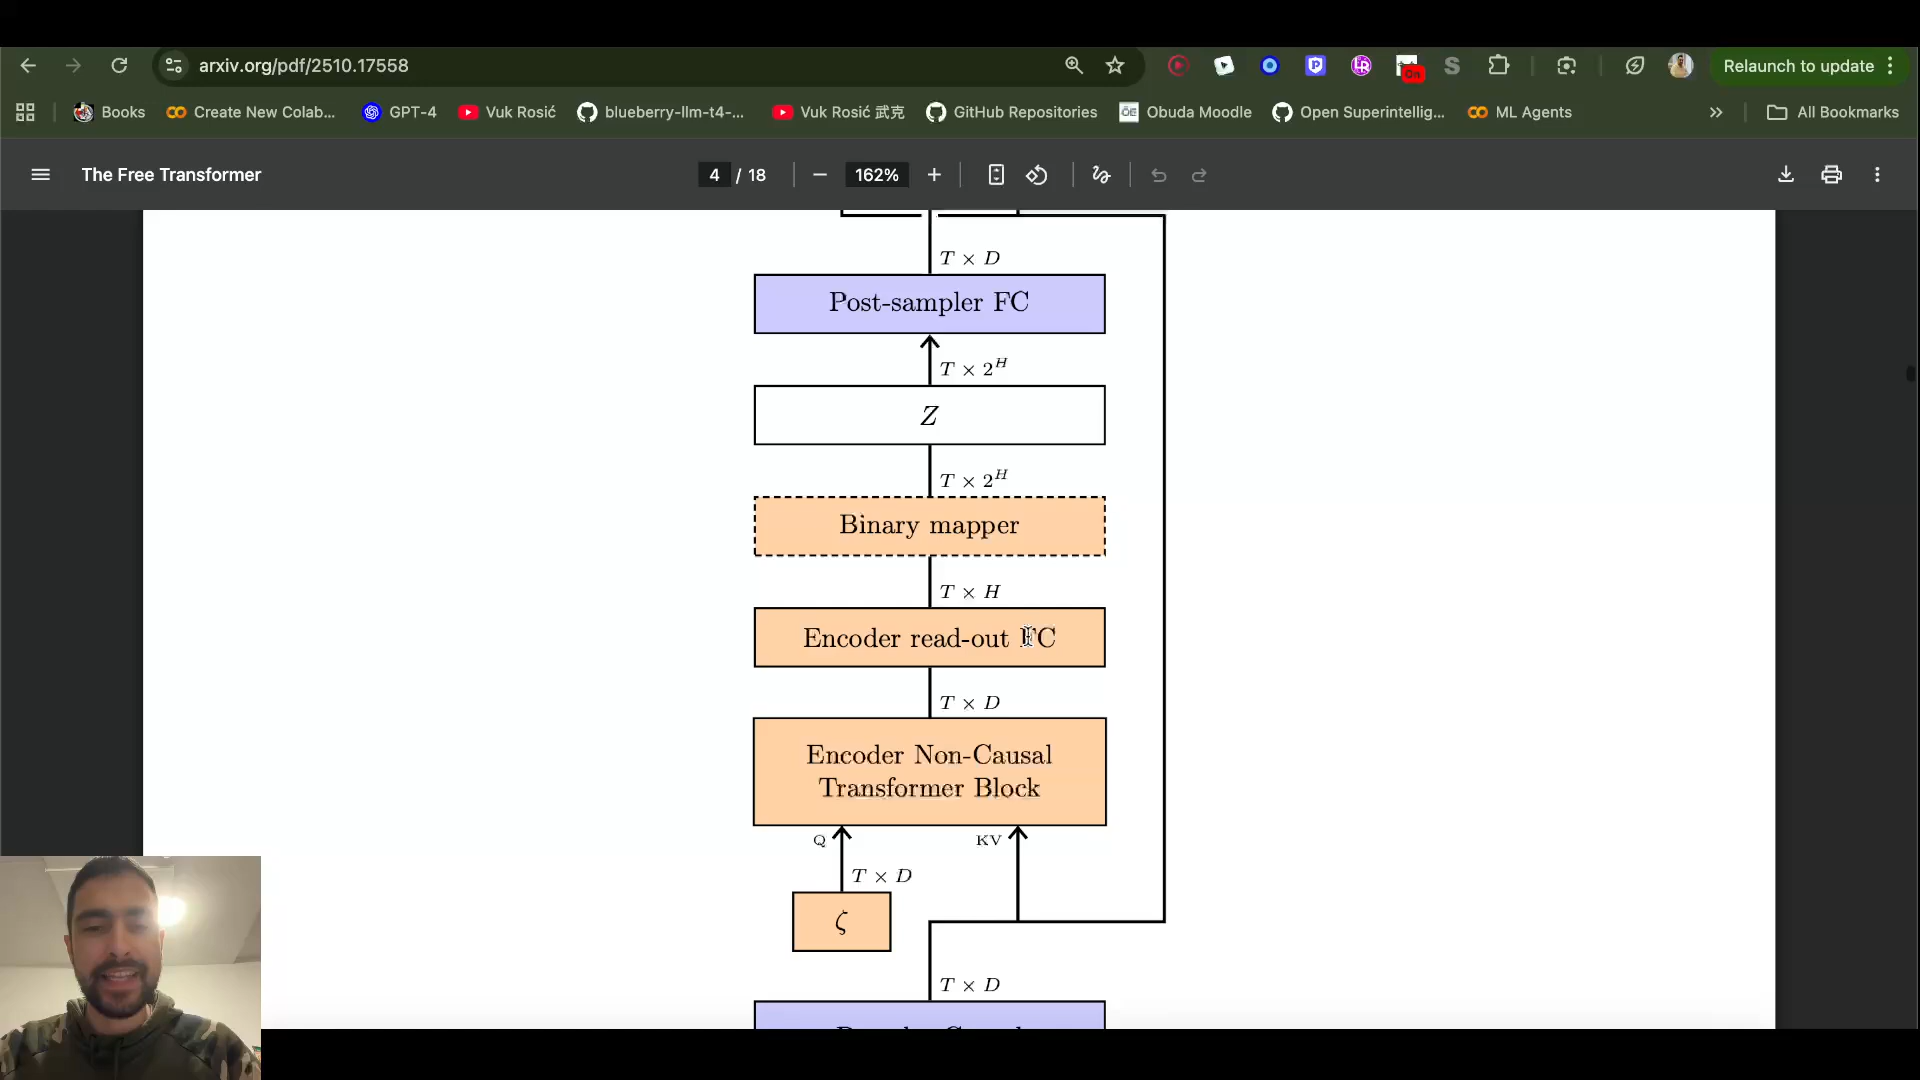 arxiv.org/pdf/2510.17558
On
S
Relaunch to update
Books
Create New Colab...
GPT-4
Vuk Rosić
blueberry-llm-t4-...
Vuk Rosić 武克
GitHub Repositories
Obuda Moodle
Open Superintellig...
ML Agents
All Bookmarks
The Free Transformer
4 / 18
162%
T × D
Post-sampler FC
T × 2^H
Z
T × 2^H
Binary mapper
T × H
Encoder read-out FC
T × D
Encoder Non-Causal
Transformer Block
Q
KV
T × D
ζ
T × D